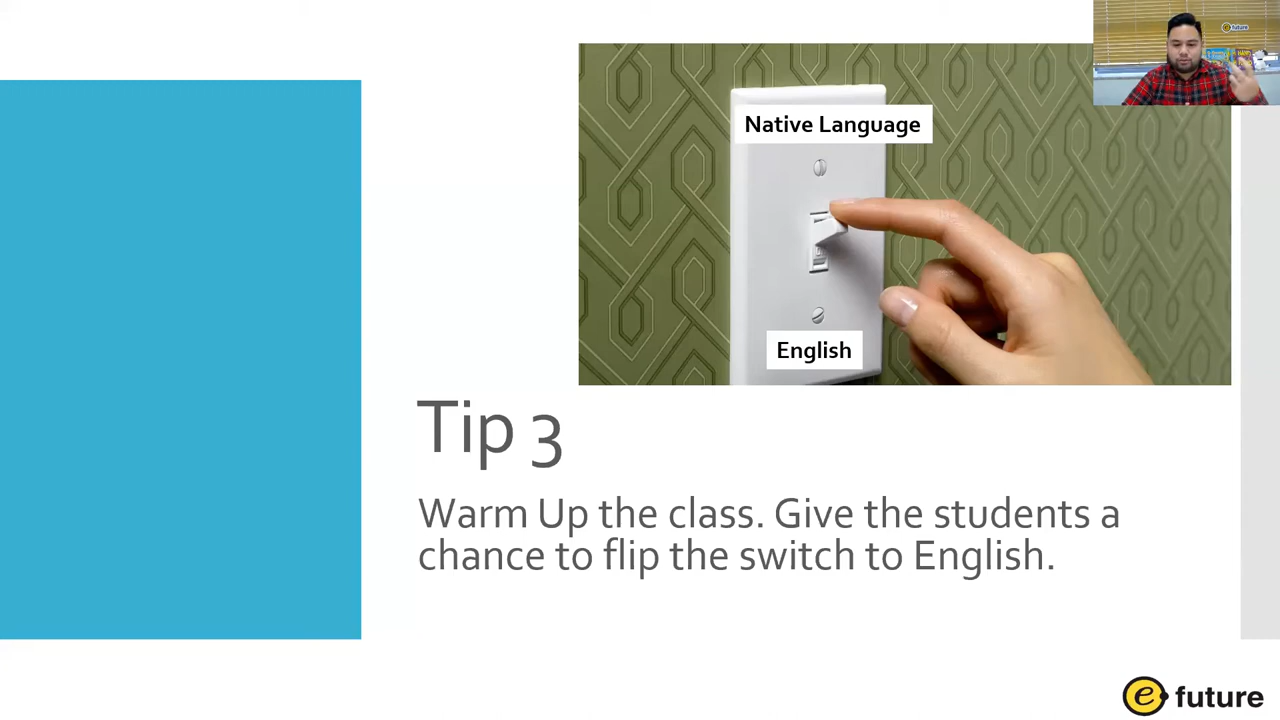 future
Native Language
English
Tip 3
Warm Up the class. Give the students a
chance to flip the switch to English.
e future